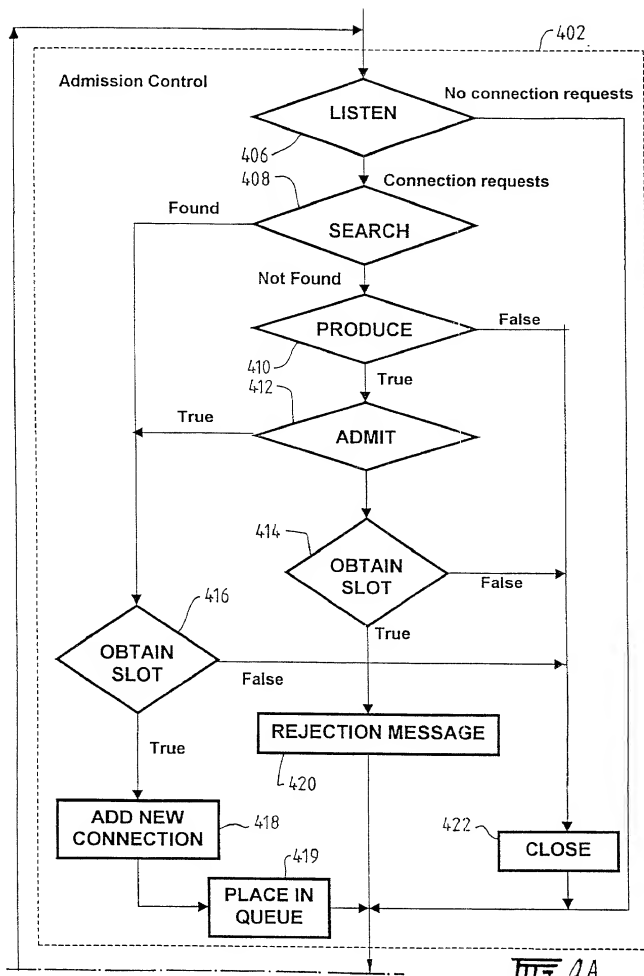 402
Admission Control
No connection requests
LISTEN
406
408
Connection requests
Found
SEARCH
Not Found
PRODUCE
False
410
True
412
True
ADMIT
414
OBTAIN
SLOT
False
416
True
OBTAIN
SLOT
False
True
REJECTION MESSAGE
420
ADD NEW
CONNECTION
418
422
CLOSE
419
PLACE IN
QUEUE
4A